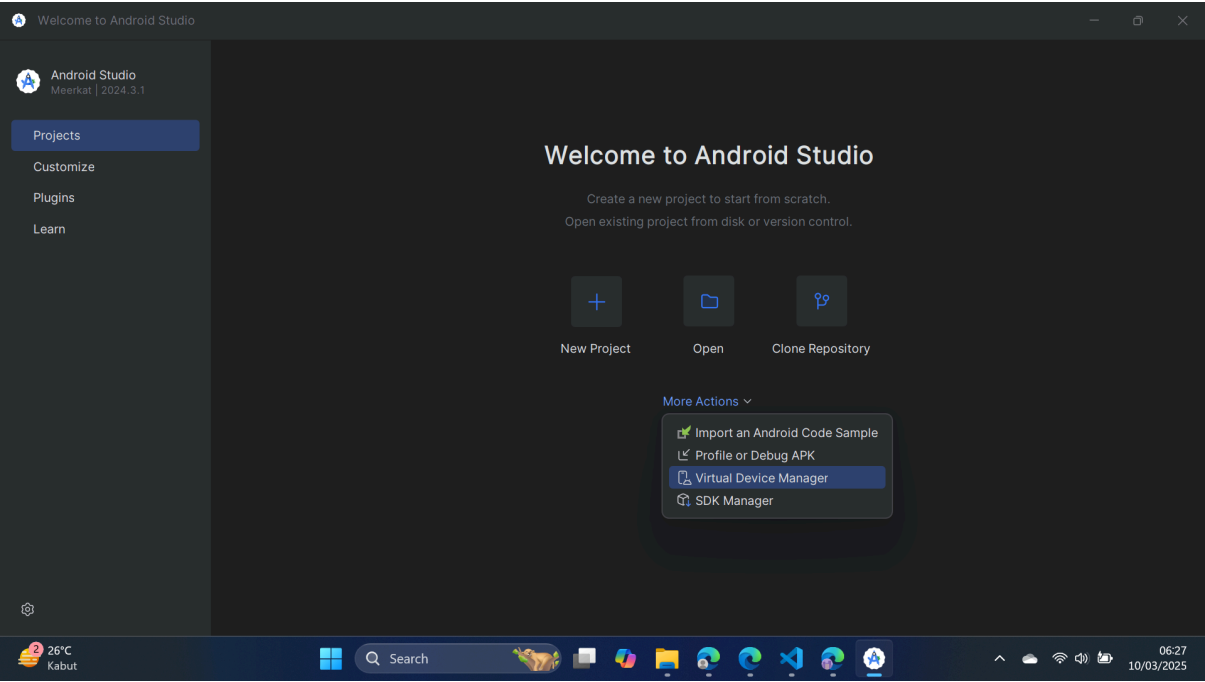 Welcome to Android Studio
Android Studio
Meerkat | 2024.3.1
Projects
Customize
Plugins
Learn
Welcome to Android Studio
Create a new project to start from scratch.
Open existing project from disk or version control.
New Project
Open
Clone Repository
More Actions
Import an Android Code Sample
Profile or Debug APK
Virtual Device Manager
SDK Manager
2
26°C
Kabut
Search
06:27
10/03/2025